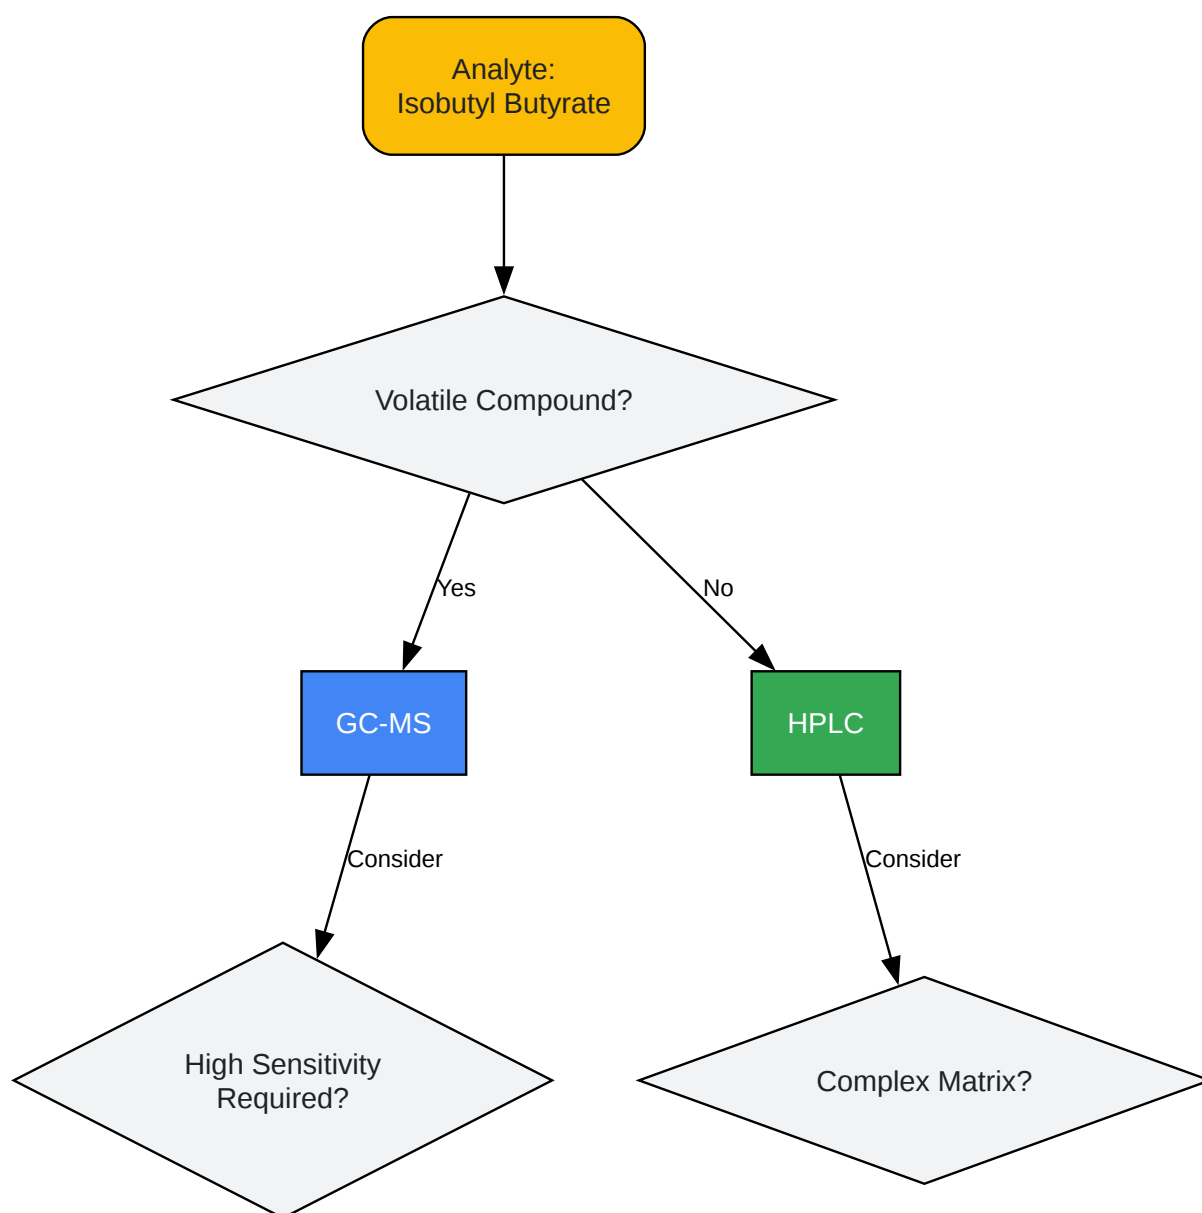 Analyte:
Isobutyl Butyrate
Volatile Compound?
Yes
No
GC-MS
HPLC
Consider
Consider
High Sensitivity
Required?
Complex Matrix?